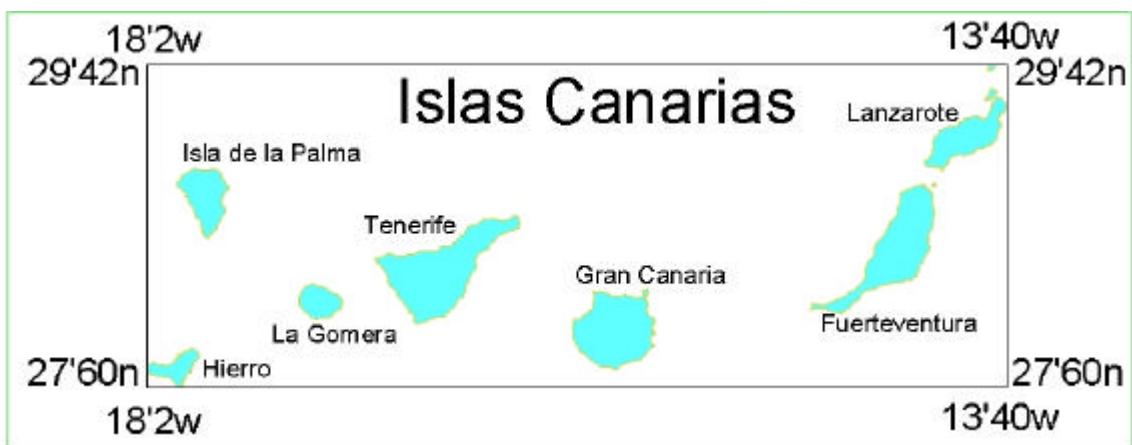 18'2w
13'40w
29'42n
29'42n
Islas Canarias
Lanzarote
Isla de la Palma
Tenerife
Gran Canaria
Fuerteventura
La Gomera
Hierro
27'60n
27'60n
18'2w
13'40w